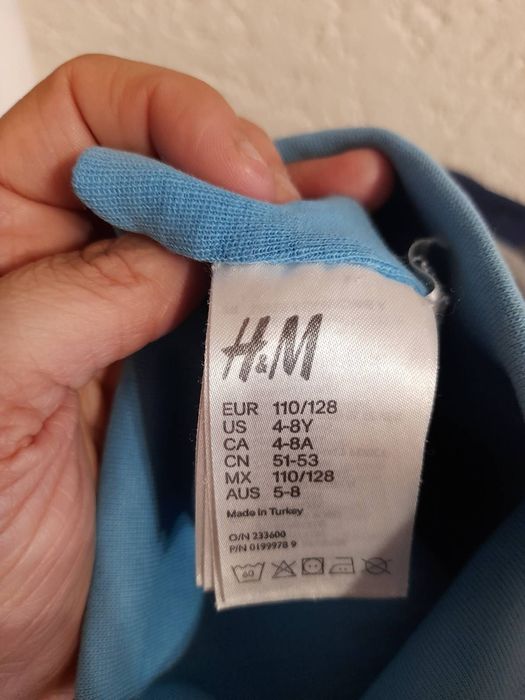 H&M
EUR 110/128
US 4-8Y
CA 4-8A
CN 51-53
MX 110/128
AUS 5-8
Made in Turkey
O/N 233600
P/N 0199978 9
60